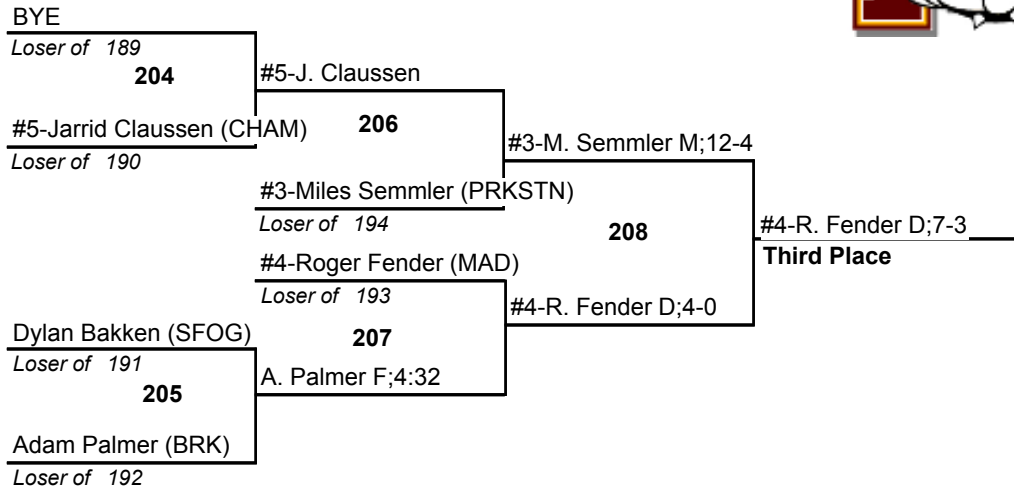 BYE
Loser of 189
204
#5-J. Claussen
#5-Jarrid Claussen (CHAM)
206
Loser of 190
#3-M. Semmler M;12-4
#3-Miles Semmler (PRKSTN)
Loser of 194
208
#4-R. Fender D;7-3
Third Place
#4-Roger Fender (MAD)
Loser of 193
#4-R. Fender D;4-0
Dylan Bakken (SFOG)
207
Loser of 191
A. Palmer F;4:32
205
Adam Palmer (BRK)
Loser of 192